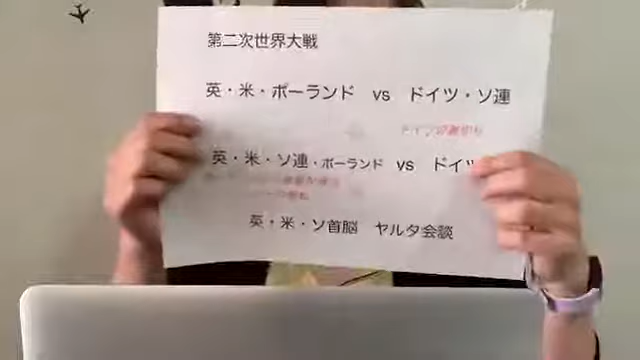 第二次世界大戦
英・米・ポーランド vs ドイツ・ソ連
ドイツの裏切り
英・米・ソ連・ポーランド vs ドイツ
英・米・ソ首脳 ヤルタ会談